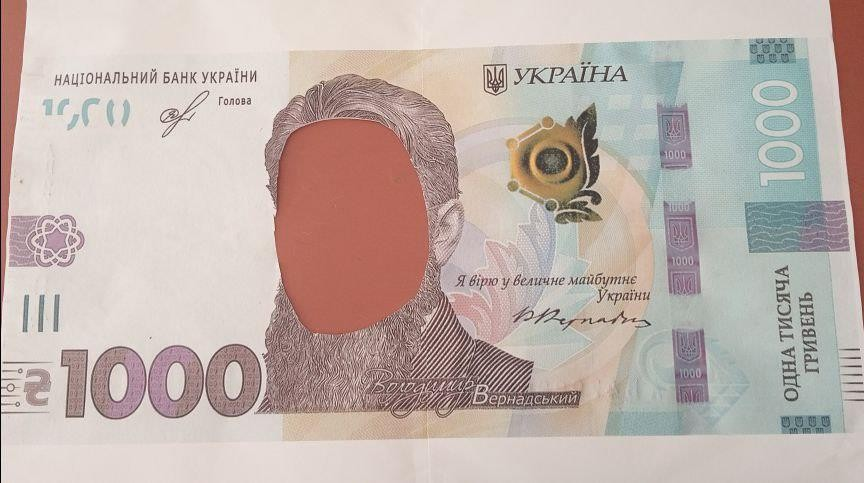 НАЦІОНАЛЬНИЙ БАНК УКРАЇНИ
Голова
УКРАЇНА
1000
1000
1000
1000
1000
Я вірю у величне майбутнє
України
ОДНА ТИСЯЧА
ГРИВЕНЬ
₴1000
Володимир
Вернадський